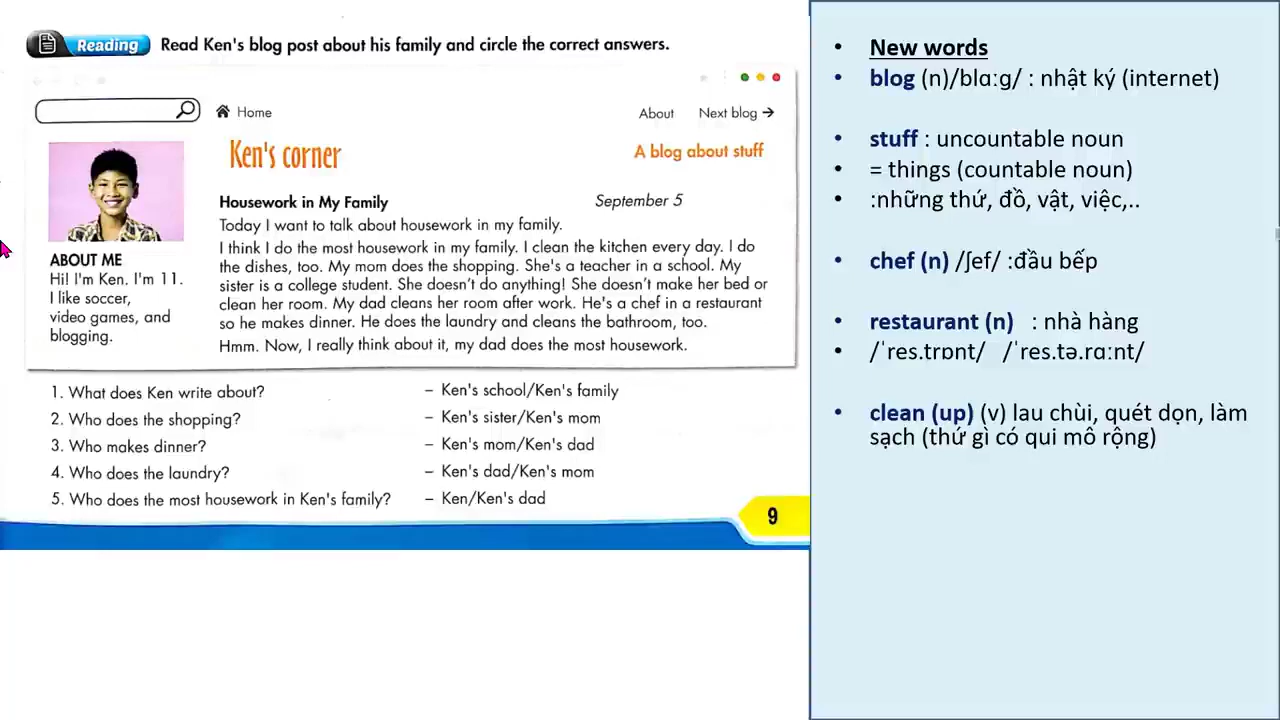 Reading Read Ken's blog post about his family and circle the correct answers.
Home
About Next blog
Ken's corner
A blog about stuff
Housework in My Family
September 5
Today I want to talk about housework in my family.
I think I do the most housework in my family. I clean the kitchen every day. I do
the dishes, too. My mom does the shopping. She's a teacher in a school. My
sister is a college student. She doesn't do anything! She doesn't make her bed or
clean her room. My dad cleans her room after work. He's a chef in a restaurant
so he makes dinner. He does the laundry and cleans the bathroom, too.
Hmm. Now, I really think about it, my dad does the most housework.
ABOUT ME
Hi! I'm Ken. I'm 11.
I like soccer,
video games, and
blogging.
1. What does Ken write about? – Ken's school/Ken's family
2. Who does the shopping? – Ken's sister/Ken's mom
3. Who makes dinner? – Ken's mom/Ken's dad
4. Who does the laundry? – Ken's dad/Ken's mom
5. Who does the most housework in Ken's family? – Ken/Ken's dad
9
• New words
• blog (n)/blɑːɡ/ : nhật ký (internet)
• stuff : uncountable noun
• = things (countable noun)
• :những thứ, đồ, vật, việc,..
• chef (n) /ʃef/ :đầu bếp
• restaurant (n) : nhà hàng
• /ˈres.trɒnt/ /ˈres.tə.rɑːnt/
• clean (up) (v) lau chùi, quét dọn, làm
sạch (thứ gì có qui mô rộng)